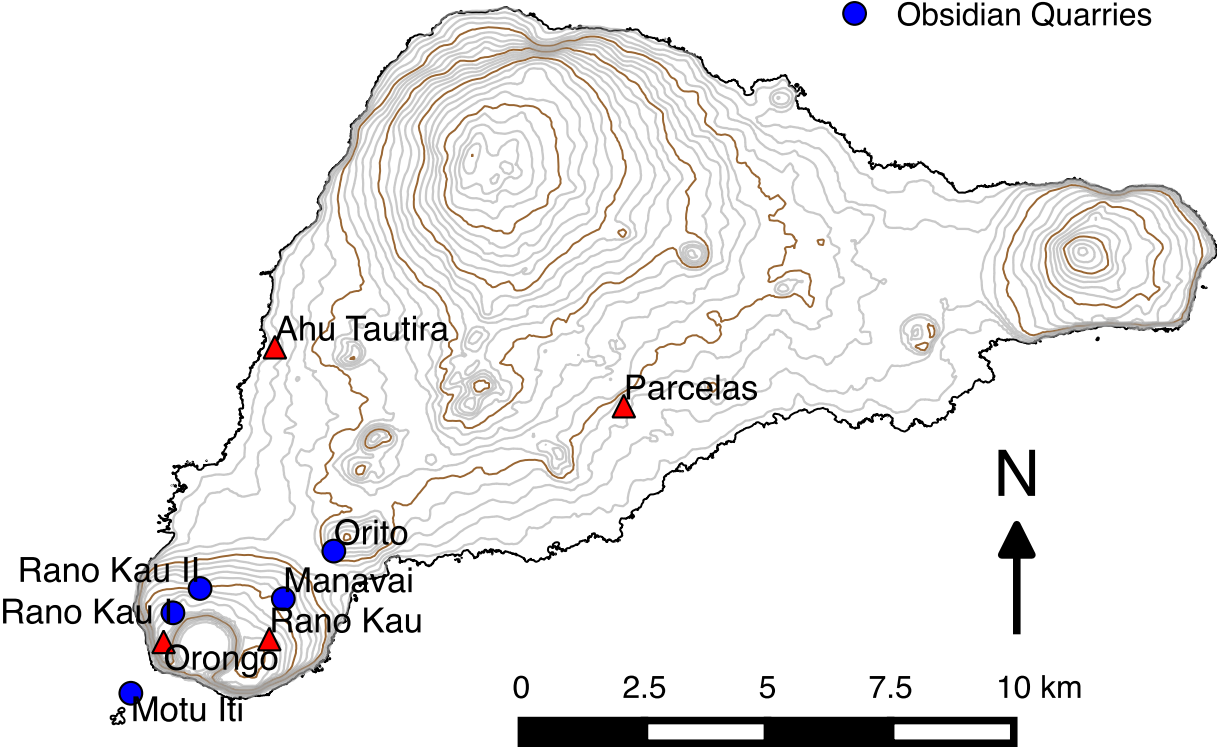 Obsidian Quarries
Ahu Tautira
Parcelas
N
Orito
Rano Kau II
Manavai
Rano Kau I
Rano Kau
Orongo
0 2.5 5 7.5 10 km
Motu Iti